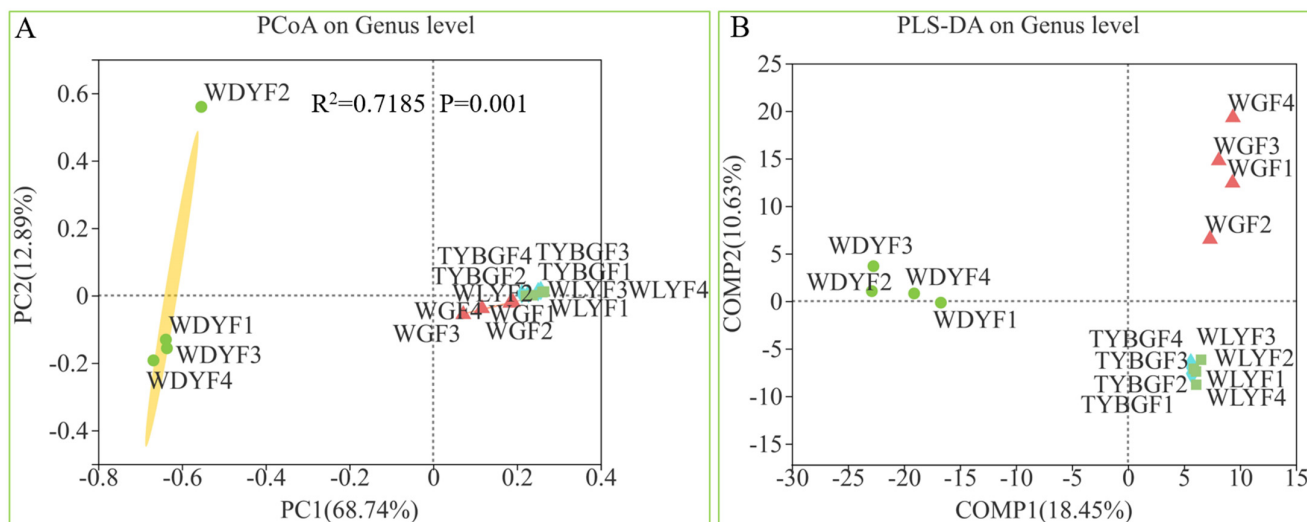 A
PCoA on Genus level
R²=0.7185 P=0.001
WDYF2
WDYF1
WDYF3
WDYF4
TYBGF4
TYBGF3
TYBGF2
TYBGF1
WLYF2
WLYF3
WLYF4
WGF4
WGF1
WLYF1
WGF3
WGF2
0.6
0.4
0.2
0
-0.2
-0.4
PC2(12.89%)
-0.8
-0.6
-0.4
-0.2
0
0.2
0.4
PC1(68.74%)
B
PLS-DA on Genus level
WGF4
WGF3
WGF1
WGF2
WDYF3
WDYF2
WDYF4
WDYF1
TYBGF4
WLYF3
TYBGF3
WLYF2
TYBGF2
WLYF1
TYBGF1
WLYF4
25
20
15
10
5
0
-5
-10
-15
COMP2(10.63%)
-30
-25
-20
-15
-10
-5
0
5
10
15
COMP1(18.45%)